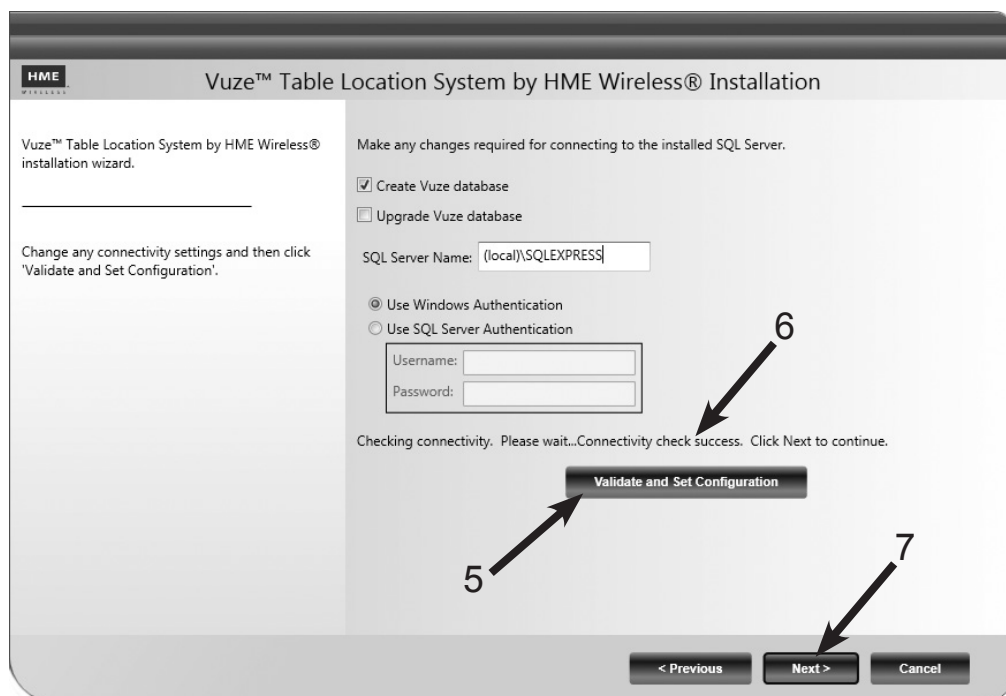 HME
WIRELESS
Vuze™ Table Location System by HME Wireless® Installation
Vuze™ Table Location System by HME Wireless®
installation wizard.
Change any connectivity settings and then click
'Validate and Set Configuration'.
Make any changes required for connecting to the installed SQL Server.
Create Vuze database
Upgrade Vuze database
SQL Server Name: (local)\SQLEXPRESS
Use Windows Authentication
Use SQL Server Authentication
Username:
Password:
6
Checking connectivity. Please wait...Connectivity check success. Click Next to continue.
Validate and Set Configuration
5
7
< Previous
Next >
Cancel